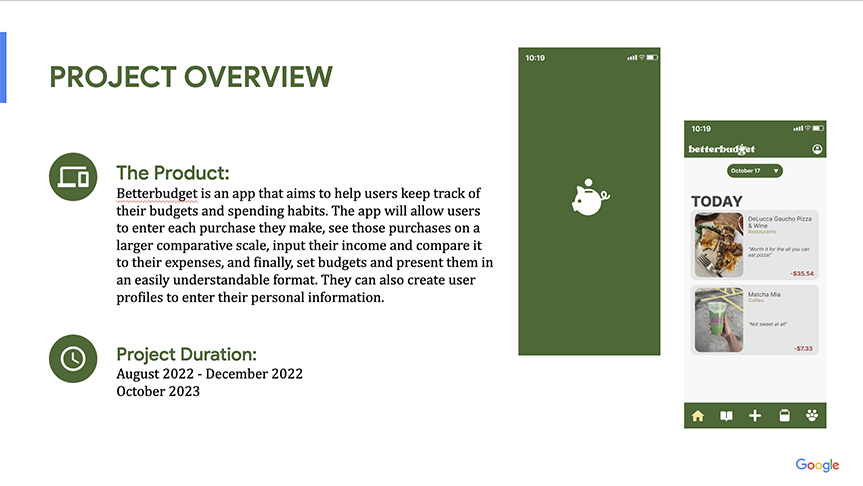 PROJECT OVERVIEW
The Product:
Betterbudget is an app that aims to help users keep track of
their budgets and spending habits. The app will allow users
to enter each purchase they make, see those purchases on a
larger comparative scale, input their income and compare it
to their expenses, and finally, set budgets and present them in
an easily understandable format. They can also create user
profiles to enter their personal information.
Project Duration:
August 2022 - December 2022
October 2023
10:19
10:19
betterbudget
October 17
TODAY
DeLucca Gaucho Pizza
& Wine
Restaurants
"Worth it for the all you can
eat pizza!"
-$35.54
Matcha Mia
Coffee
"Not sweet at all"
-$7.33
Google